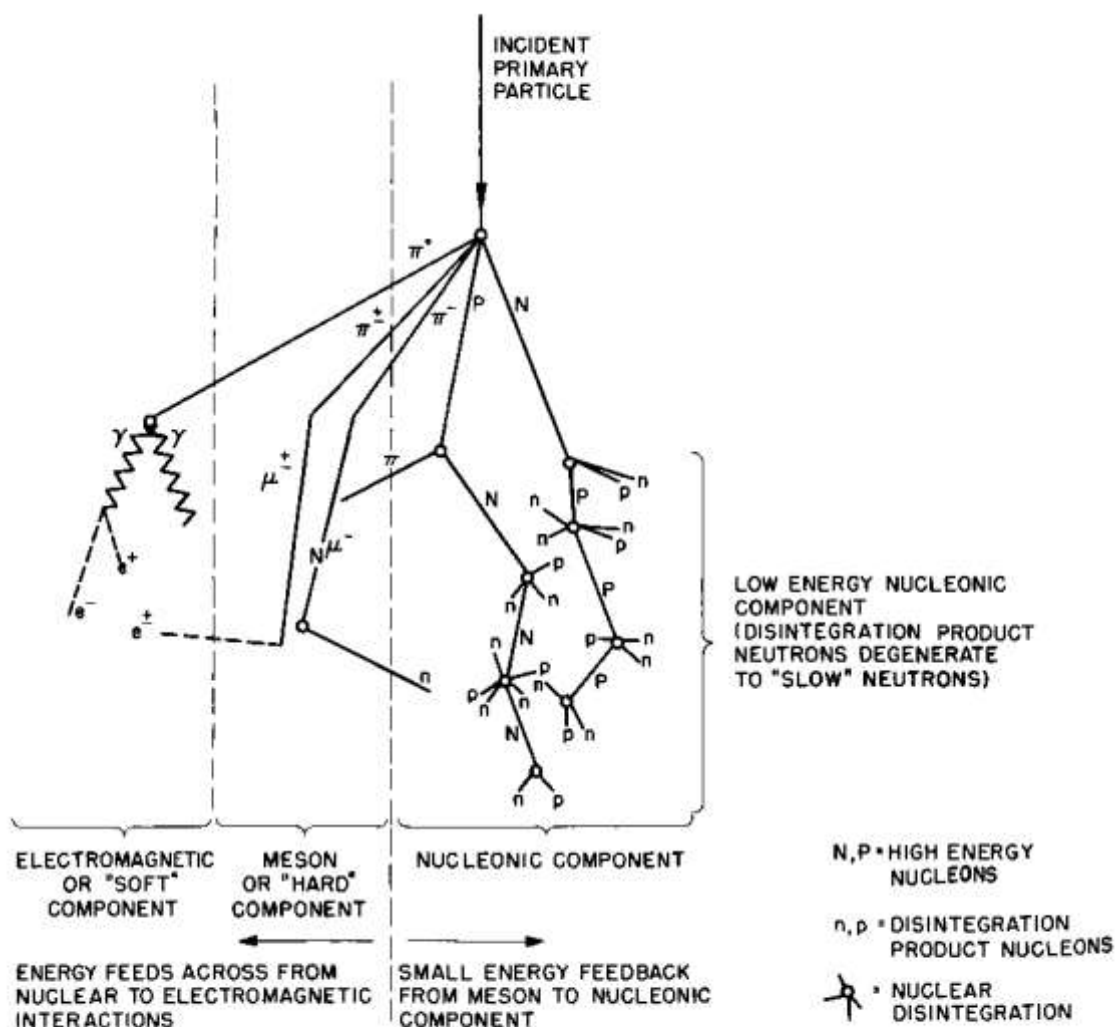 INCIDENT
PRIMARY
PARTICLE
π°
π±
π-
P
N
γ γ
μ±
π
N
P
n
p
n
n
P
n
p
N
μ-
e+
e-
e±
n
p
n
n
N
P
p
n
n
n
p
n
p
n
n
n
P
N
p
n
n
p
LOW ENERGY NUCLEONIC
COMPONENT
(DISINTEGRATION PRODUCT
NEUTRONS DEGENERATE
TO "SLOW" NEUTRONS)
ELECTROMAGNETIC
OR "SOFT"
COMPONENT
MESON
OR "HARD"
COMPONENT
NUCLEONIC COMPONENT
ENERGY FEEDS ACROSS FROM
NUCLEAR TO ELECTROMAGNETIC
INTERACTIONS
SMALL ENERGY FEEDBACK
FROM MESON TO NUCLEONIC
COMPONENT
N,P = HIGH ENERGY
NUCLEONS
n,p = DISINTEGRATION
PRODUCT NUCLEONS
= NUCLEAR
DISINTEGRATION